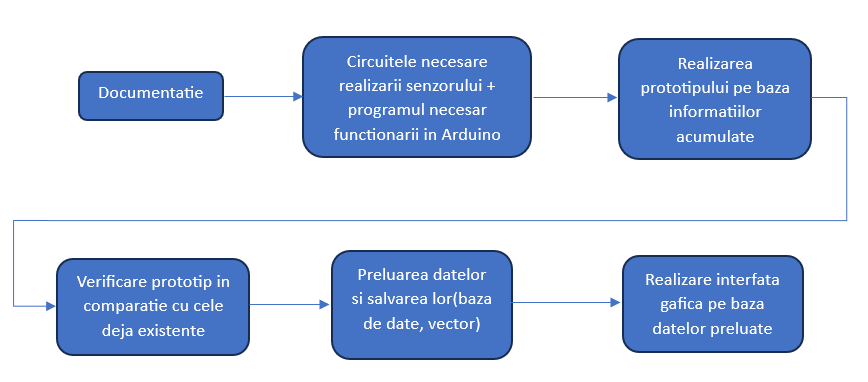 Documentatie
Circuitele necesare
realizarii senzorului +
programul necesar
functionarii in Arduino
Realizarea
prototipului pe baza
informatiilor
acumulate
Verificare prototip in
comparatie cu cele
deja existente
Preluarea datelor
si salvarea lor(baza
de date, vector)
Realizare interfata
gafica pe baza
datelor preluate